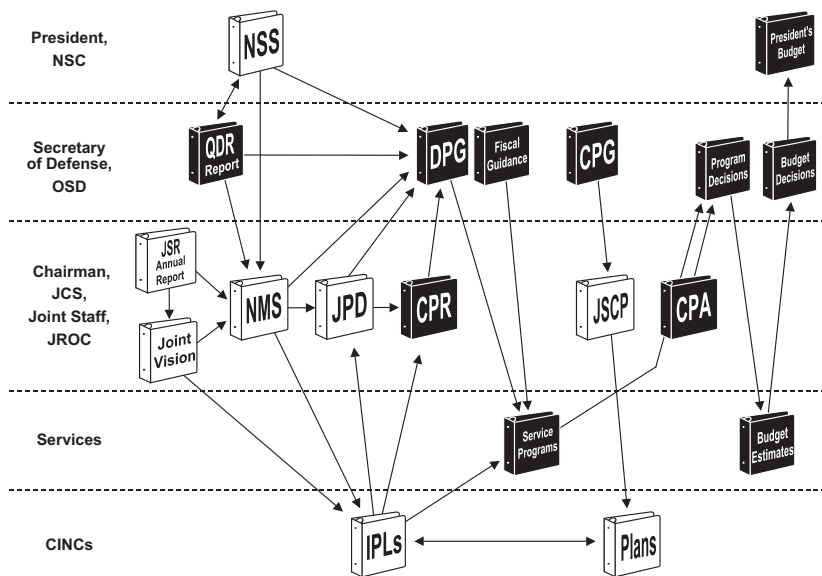 President,
NSC
NSS
President's
Budget
Secretary
of Defense,
OSD
QDR
Report
DPG
Fiscal
Guidance
CPG
Program
Decisions
Budget
Decisions
Chairman,
JCS,
Joint Staff,
JROC
JSR
Annual
Report
Joint
Vision
NMS
JPD
CPR
JSCP
CPA
Services
Service
Programs
Budget
Estimates
CINCs
IPLs
Plans